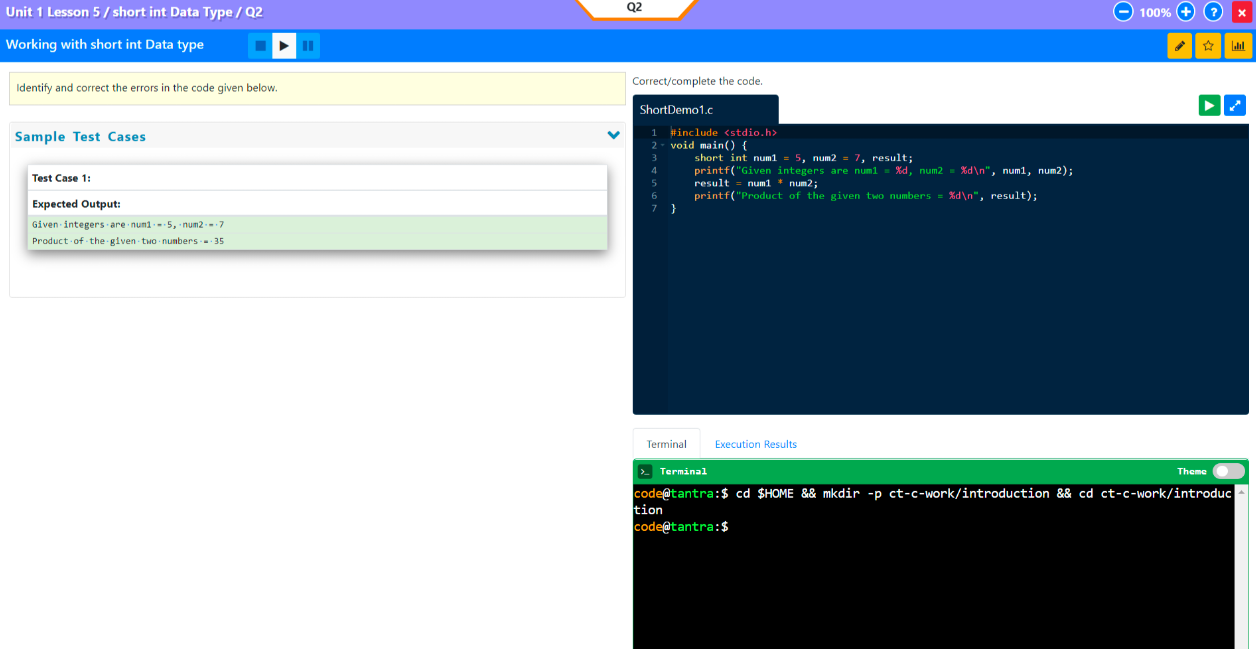 Unit 1 Lesson 5 / short int Data Type / Q2
Q2
100%
?
Working with short int Data type
Identify and correct the errors in the code given below.
Sample Test Cases
Test Case 1:
Expected Output:
Given·integers·are·num1·=·5,·num2·=·7
Product·of·the·given·two·numbers·=·35
Correct/complete the code.
ShortDemo1.c
1 #include <stdio.h>
2 void main() {
3 short int num1 = 5, num2 = 7, result;
4 printf("Given integers are num1 = %d, num2 = %d\n", num1, num2);
5 result = num1 * num2;
6 printf("Product of the given two numbers = %d\n", result);
7 }
Terminal Execution Results
>_ Terminal Theme
code@tantra:$ cd $HOME && mkdir -p ct-c-work/introduction && cd ct-c-work/introduc
tion
code@tantra:$